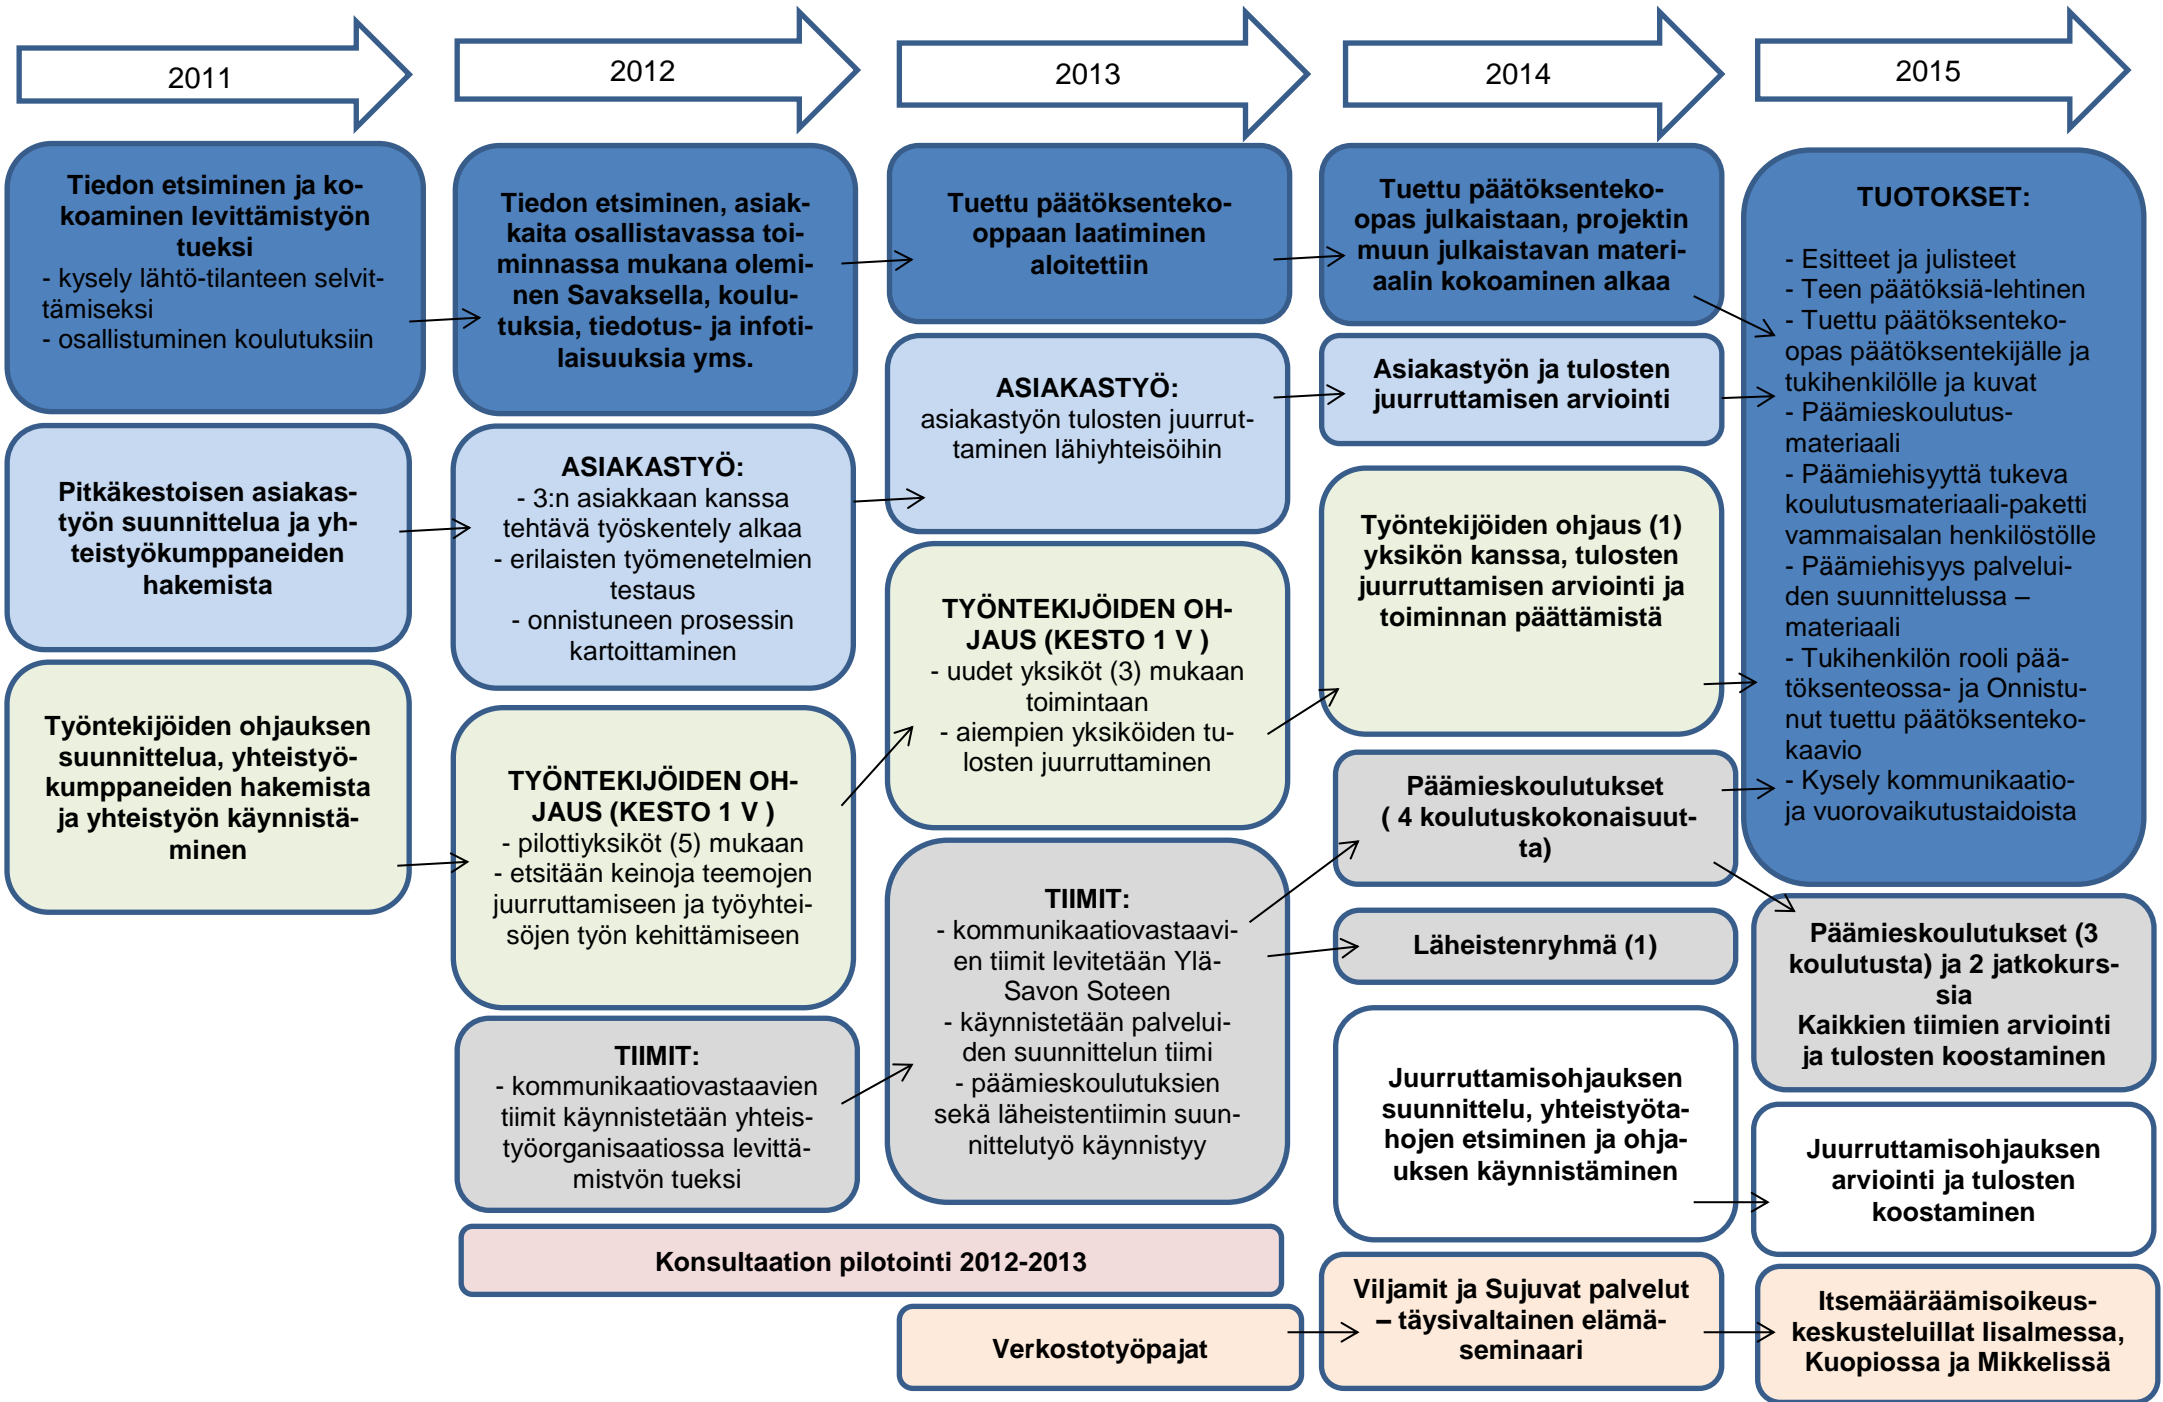 2011
2012
2013
2014
2015
Tiedon etsiminen ja ko-
koaminen levittämistyön
tueksi
- kysely lähtö-tilanteen selvit-
tämiseksi
- osallistuminen koulutuksiin
Pitkäkestoisen asiakas-
työn suunnittelua ja yh-
teistyökumppaneiden
hakemista
Työntekijöiden ohjauksen
suunnittelua, yhteistyö-
kumppaneiden hakemista
ja yhteistyön käynnistä-
minen
Tiedon etsiminen, asiak-
kaita osallistavassa toi-
minnassa mukana olemi-
nen Savaksella, koulu-
tuksia, tiedotus- ja infoti-
laisuuksia yms.
ASIAKASTYÖ:
- 3:n asiakkaan kanssa
tehtävä työskentely alkaa
- erilaisten työmenetelmien
testaus
- onnistuneen prosessin
kartoittaminen
TYÖNTEKIJÖIDEN OH-
JAUS (KESTO 1 V )
- pilottiyksiköt (5) mukaan
- etsitään keinoja teemojen
juurruttamiseen ja työyhtei-
söjen työn kehittämiseen
TIIMIT:
- kommunikaatiovastaavien
tiimit käynnistetään yhteis-
työorganisaatiossa levittä-
mistyön tueksi
Konsultaation pilotointi 2012-2013
Tuettu päätöksenteko-
oppaan laatiminen
aloitettiin
ASIAKASTYÖ:
asiakastyön tulosten juurrut-
taminen lähiyhteisöihin
TYÖNTEKIJÖIDEN OH-
JAUS (KESTO 1 V )
- uudet yksiköt (3) mukaan
toimintaan
- aiempien yksiköiden tu-
losten juurruttaminen
TIIMIT:
- kommunikaatiovastaavi-
en tiimit levitetään Ylä-
Savon Soteen
- käynnistetään palvelui-
den suunnittelun tiimi
- päämieskoulutuksien
sekä läheistentiimin suun-
nittelutyö käynnistyy
Verkostotyöpajat
Tuettu päätöksenteko-
opas julkaistaan, projektin
muun julkaistavan materi-
aalin kokoaminen alkaa
Asiakastyön ja tulosten
juurruttamisen arviointi
Työntekijöiden ohjaus (1)
yksikön kanssa, tulosten
juurruttamisen arviointi ja
toiminnan päättämistä
Päämieskoulutukset
( 4 koulutuskokonaisuut-
ta)
Läheistenryhmä (1)
Juurruttamisohjauksen
suunnittelu, yhteistyöta-
hojen etsiminen ja ohja-
uksen käynnistäminen
Viljamit ja Sujuvat palvelut
– täysivaltainen elämä-
seminaari
TUOTOKSET:
- Esitteet ja julisteet
- Teen päätöksiä-lehtinen
- Tuettu päätöksenteko-
opas päätöksentekijälle ja
tukihenkilölle ja kuvat
- Päämieskoulutus-
materiaali
- Päämiehisyyttä tukeva
koulutusmateriaali-paketti
vammaisalan henkilöstölle
- Päämiehisyys palvelui-
den suunnittelussa –
materiaali
- Tukihenkilön rooli pää-
töksenteossa- ja Onnistu-
nut tuettu päätöksenteko-
kaavio
- Kysely kommunikaatio-
ja vuorovaikutustaidoista
Päämieskoulutukset (3
koulutusta) ja 2 jatkokurs-
sia
Kaikkien tiimien arviointi
ja tulosten koostaminen
Juurruttamisohjauksen
arviointi ja tulosten
koostaminen
Itsemääräämisoikeus-
keskusteluillat Iisalmessa,
Kuopiossa ja Mikkelissä